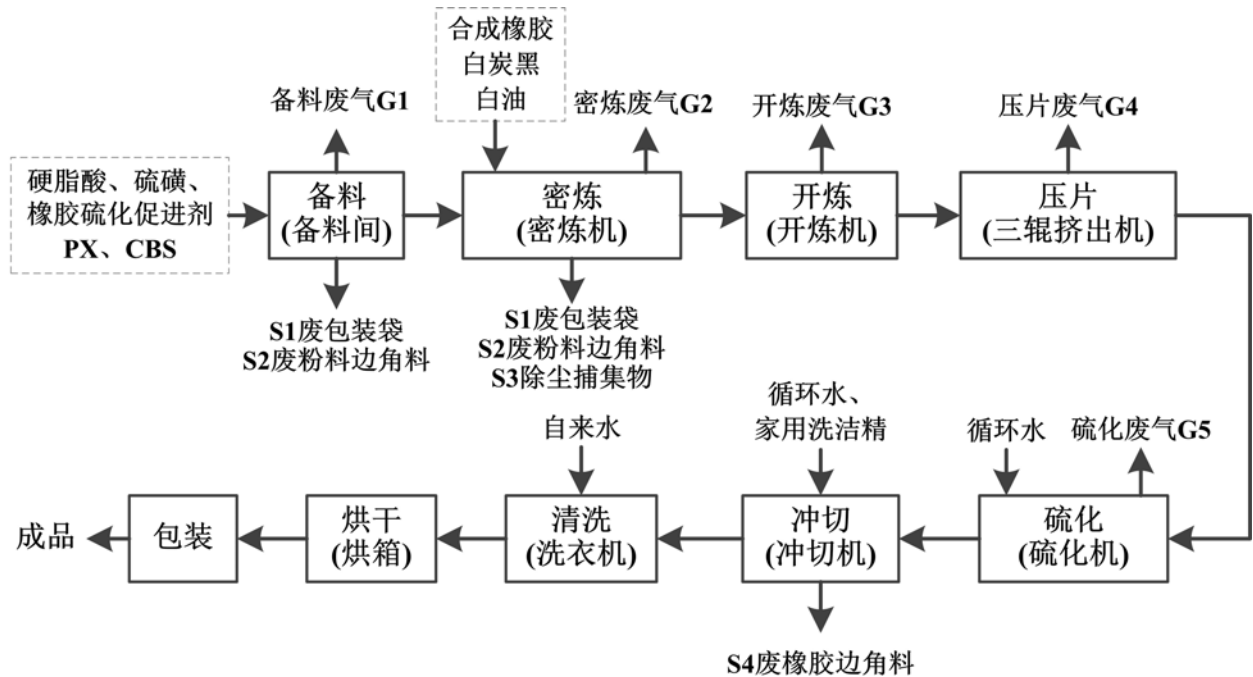 合成橡胶
白炭黑
白油
备料废气G1
密炼废气G2
开炼废气G3
压片废气G4
硬脂酸、硫磺、
橡胶硫化促进剂
PX、CBS
备料
(备料间)
密炼
(密炼机)
开炼
(开炼机)
压片
(三辊挤出机)
S1废包装袋
S2废粉料边角料
S1废包装袋
S2废粉料边角料
S3除尘捕集物
自来水
循环水、
家用洗洁精
循环水
硫化废气G5
成品
包装
烘干
(烘箱)
清洗
(洗衣机)
冲切
(冲切机)
硫化
(硫化机)
S4废橡胶边角料